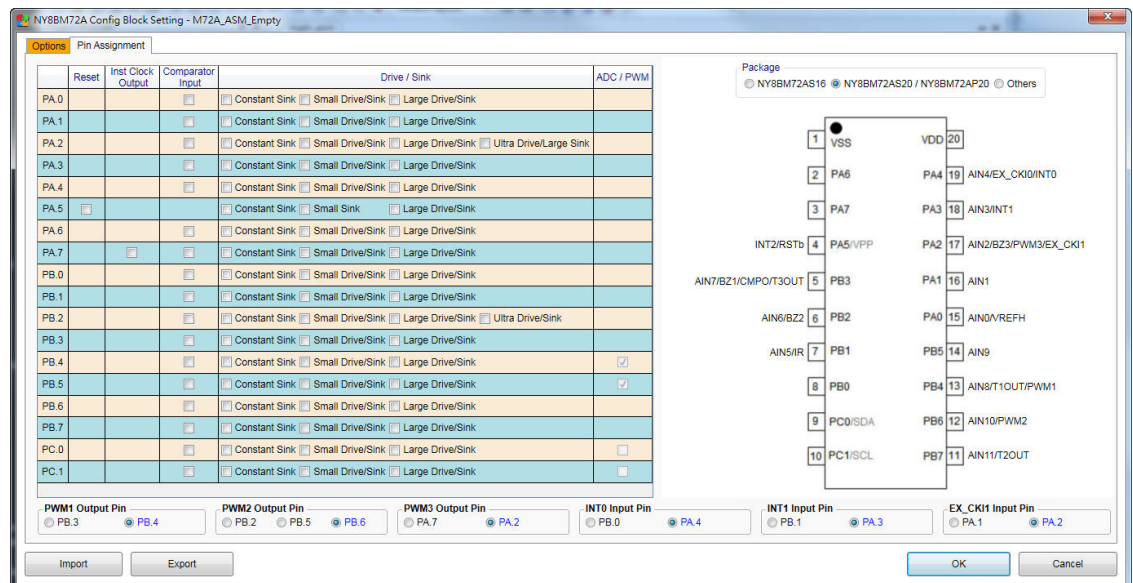 NY8BM72A Config Block Setting - M72A_ASM_Empty
Options Pin Assignment
Reset Inst Clock Output Comparator Input Drive / Sink ADC / PWM
PA.0 Constant Sink Small Drive/Sink Large Drive/Sink
PA.1 Constant Sink Small Drive/Sink Large Drive/Sink
PA.2 Constant Sink Small Drive/Sink Large Drive/Sink Ultra Drive/Large Sink
PA.3 Constant Sink Small Drive/Sink Large Drive/Sink
PA.4 Constant Sink Small Drive/Sink Large Drive/Sink
PA.5 Constant Sink Small Sink Large Drive/Sink
PA.6 Constant Sink Small Drive/Sink Large Drive/Sink
PA.7 Constant Sink Small Drive/Sink Large Drive/Sink
PB.0 Constant Sink Small Drive/Sink Large Drive/Sink
PB.1 Constant Sink Small Drive/Sink Large Drive/Sink
PB.2 Constant Sink Small Drive/Sink Large Drive/Sink Ultra Drive/Sink
PB.3 Constant Sink Small Drive/Sink Large Drive/Sink
PB.4 Constant Sink Small Drive/Sink Large Drive/Sink
PB.5 Constant Sink Small Drive/Sink Large Drive/Sink
PB.6 Constant Sink Small Drive/Sink Large Drive/Sink
PB.7 Constant Sink Small Drive/Sink Large Drive/Sink
PC.0 Constant Sink Small Drive/Sink Large Drive/Sink
PC.1 Constant Sink Small Drive/Sink Large Drive/Sink
Package
NY8BM72AS16 NY8BM72AS20 / NY8BM72AP20 Others
1 VSS VDD 20
2 PA6 PA4 19 AIN4/EX_CKI0/INT0
3 PA7 PA3 18 AIN3/INT1
INT2/RSTb 4 PA5/VPP PA2 17 AIN2/BZ3/PWM3/EX_CKI1
AIN7/BZ1/CMPO/T3OUT 5 PB3 PA1 16 AIN1
AIN6/BZ2 6 PB2 PA0 15 AIN0/VREFH
AIN5/IR 7 PB1 PB5 14 AIN9
8 PB0 PB4 13 AIN8/T1OUT/PWM1
9 PC0/SDA PB6 12 AIN10/PWM2
10 PC1/SCL PB7 11 AIN11/T2OUT
PWM1 Output Pin PWM2 Output Pin PWM3 Output Pin INT0 Input Pin INT1 Input Pin EX_CKI1 Input Pin
PB.3 PB.4 PB.2 PB.5 PB.6 PA.7 PA.2 PB.0 PA.4 PB.1 PA.3 PA.1 PA.2
Import Export OK Cancel